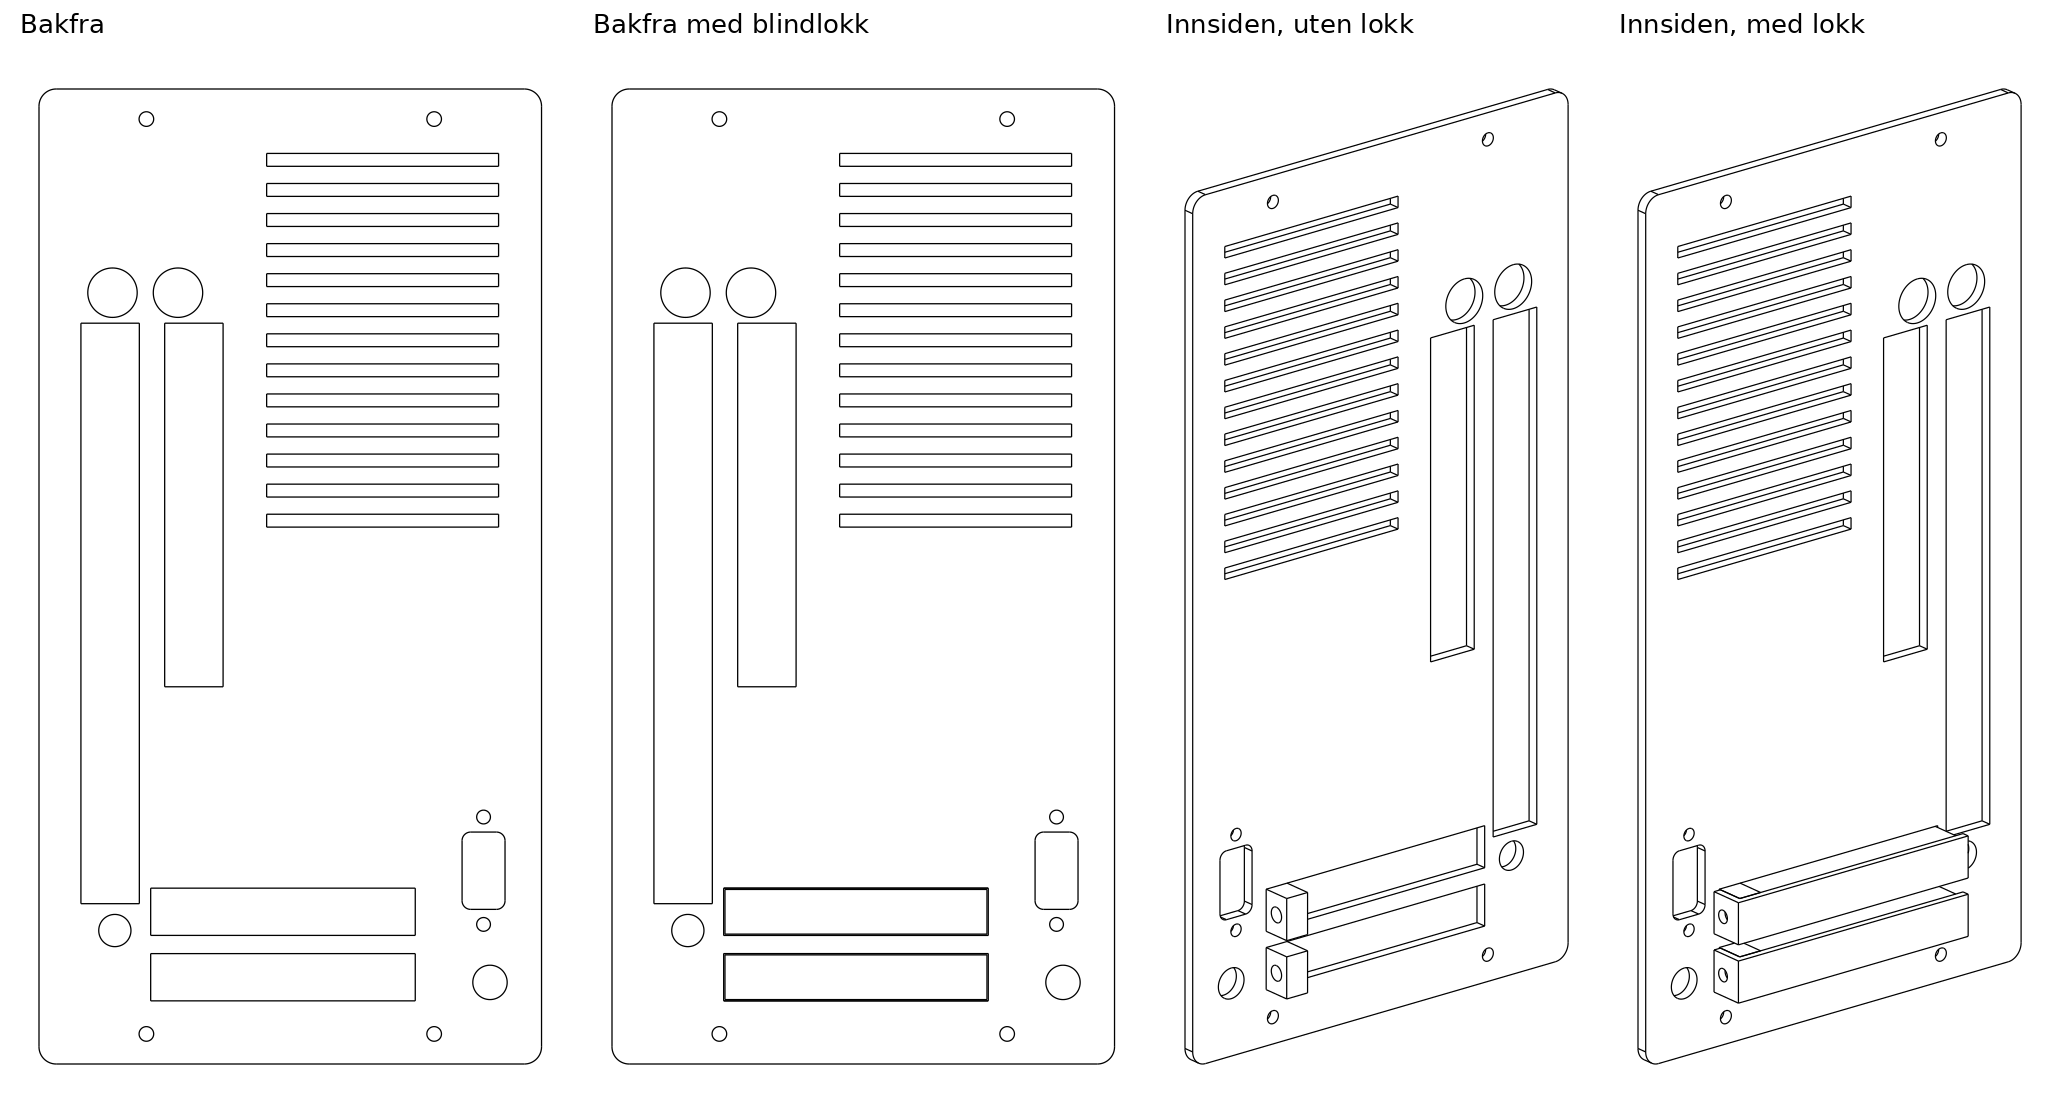 Bakfra
Bakfra med blindlokk
Innsiden, uten lokk
Innsiden, med lokk